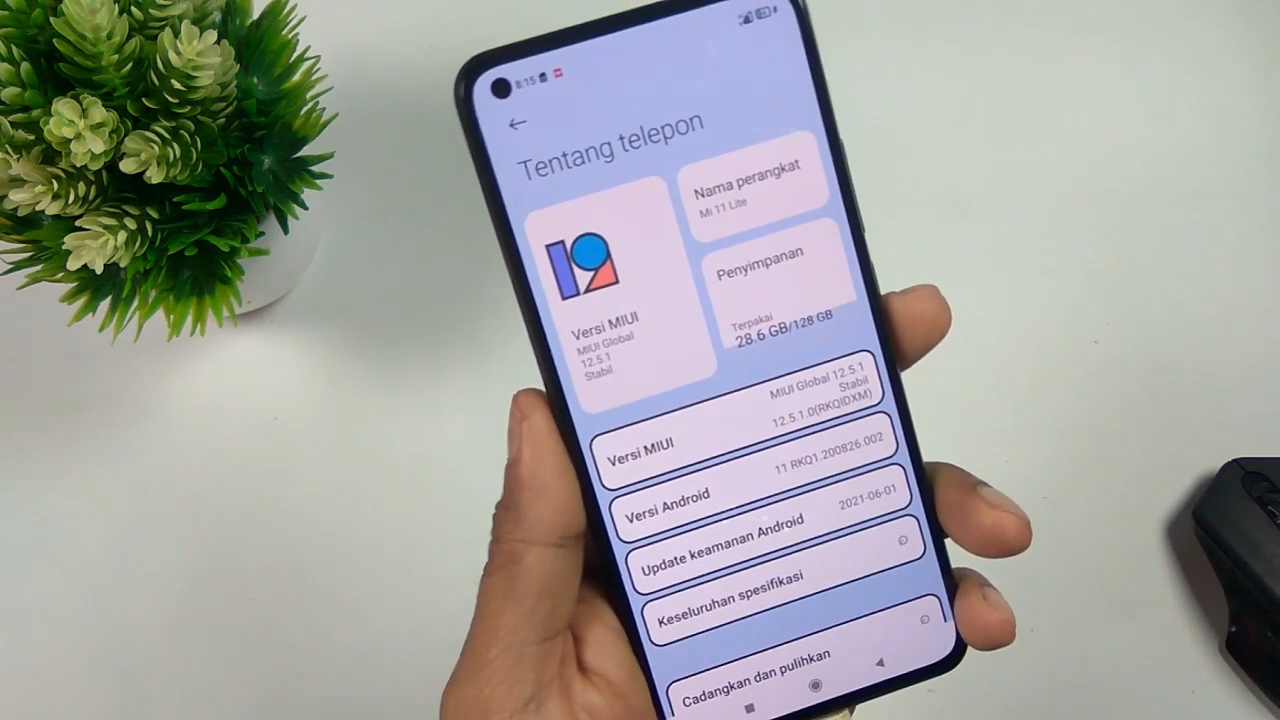 8:15
Tentang telepon
Nama perangkat
Mi 11 Lite
Penyimpanan
Terpakai
28.6 GB/128 GB
12
Versi MIUI
MIUI Global
12.5.1
Stabil
Versi MIUI
MIUI Global 12.5.1
Stabil
12.5.1.0(RKQIDXM)
Versi Android
11 RKQ1.200826.002
Update keamanan Android
2021-06-01
Keseluruhan spesifikasi
Cadangkan dan pulihkan